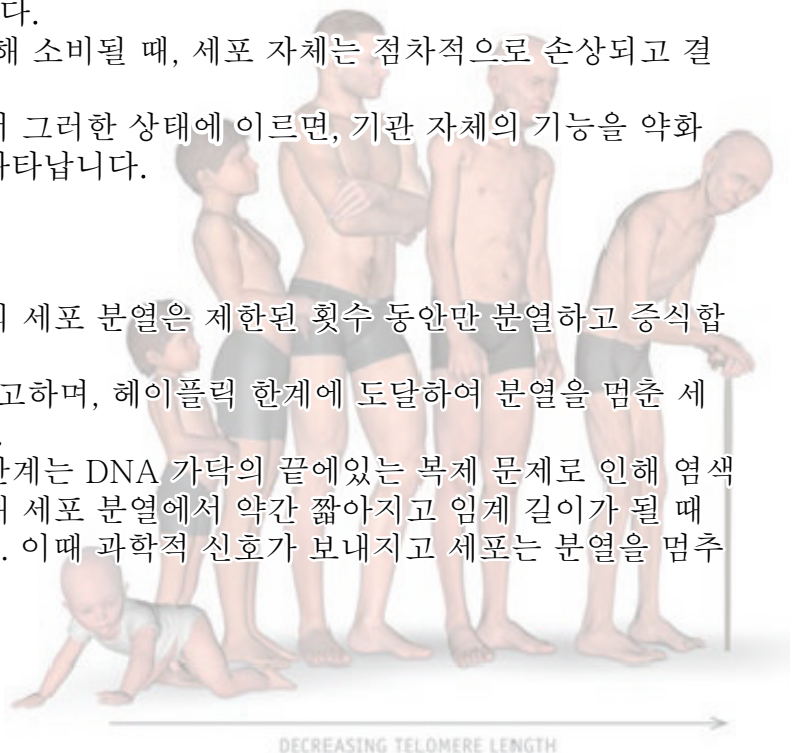 다.
해 소비될 때, 세포 자체는 점차적으로 손상되고 결
그러한 상태에 이르면, 기관 자체의 기능을 약화
타납니다.
세포 분열은 제한된 횟수 동안만 분열하고 증식합
고하며, 헤이플릭 한계에 도달하여 분열을 멈춘 세
한계는 DNA 가닥의 끝에있는 복제 문제로 인해 염색
세포 분열에서 약간 짧아지고 임계 길이가 될 때
. 이때 과학적 신호가 보내지고 세포는 분열을 멈추
DECREASING TELOMERE LENGTH